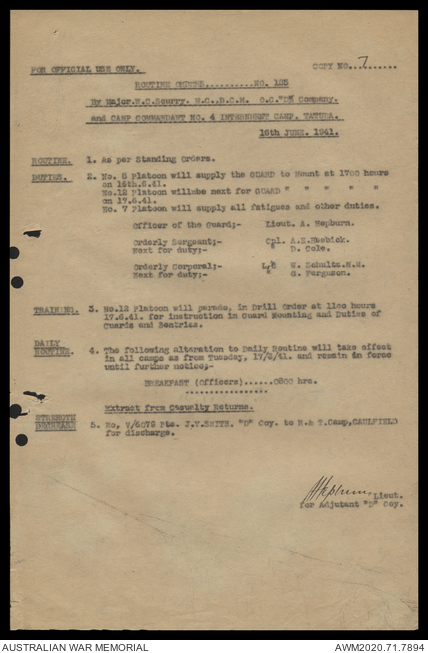 FOR OFFICIAL USE ONLY.
COPY NO. 7........
ROUTINE ORDERS..........NO. 125
By Major.W.C.Scurry. M.C.,D.C.M. O.C."D" Company.
and CAMP COMMANDANT NO. 4 INTERNMENT CAMP. TATURA.
16th JUNE. 1941.
ROUTINE. 1. As per Standing Orders.
DUTIES. 2. No. 8 Platoon will supply the GUARD to Mount at 1700 hours
on 16th.6.41.
No.12 Platoon will be next for GUARD " " " " "
on 17.6.41.
No. 7 Platoon will supply all fatigues and other duties.
Officer of the Guard;- Lieut. A. Hepburn.
Orderly Sergeant;- Cpl. A.E.
Next for duty;- " D. Cole.
Orderly Corporal;- L/c W. Schultz.H.W.
Next for duty;- " G. Ferguson.
TRAINING. 3. No.12 Platoon will parade, in Drill Order at 1100 hours
17.6.41. for instruction in Guard Mounting and Duties of
Guards and Sentries.
DAILY
ROUTINE. 4. The following alteration to Daily Routine will take effect
in all camps as from Tuesday, 17/6/41. and remain in force
until further notice;-
BREAKFAST (Officers)......0800 hrs.
*****************
Extract from Casualty Returns.
STRENGTH
DECREASE 5. No, V/6079 Pte. J.V.SMITH. "D" Coy. to R.& T.Camp,CAULFIELD
for discharge.
AHepburn Lieut.
for Adjutant "D" Coy.
AUSTRALIAN WAR MEMORIAL
AWM2020.71.7894